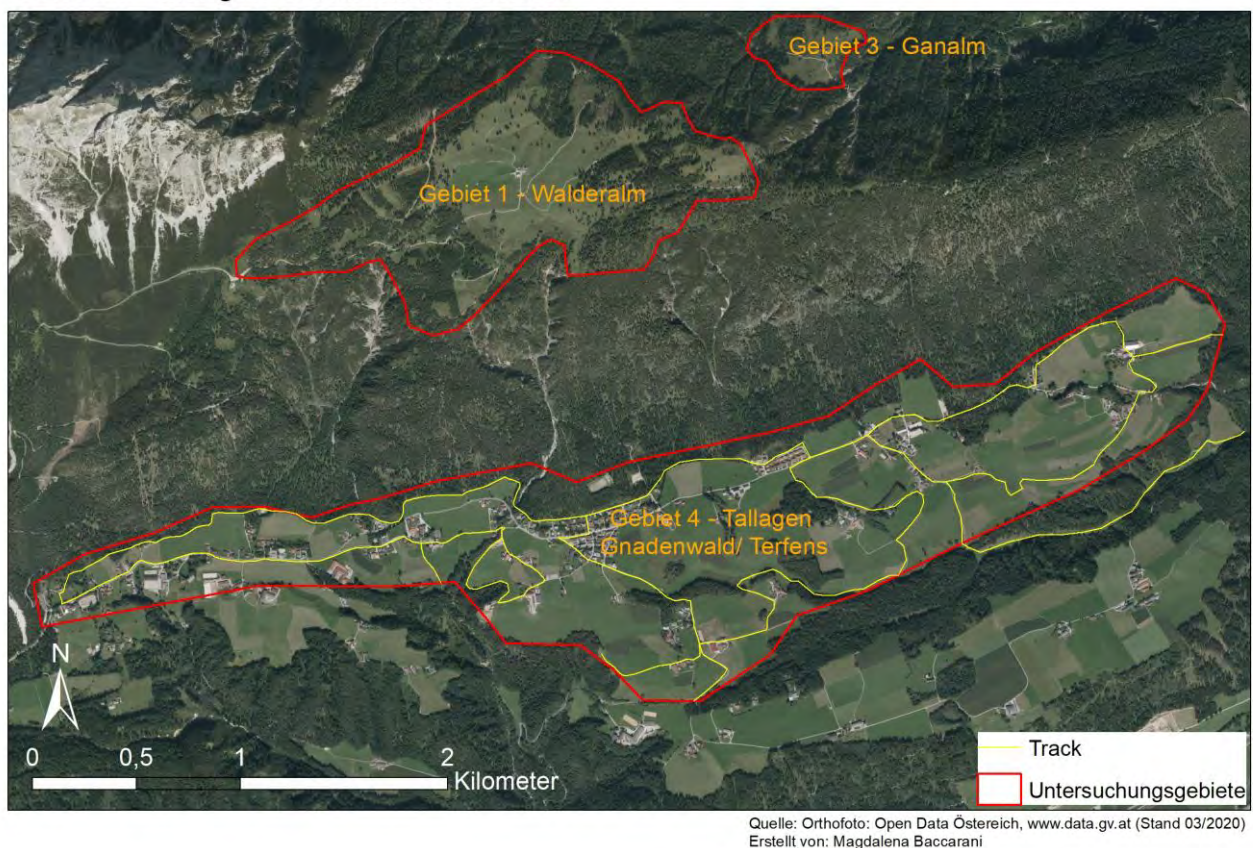 Gebiet 3 - Ganalm
Gebiet 1 - Walderalm
Gebiet 4 - Tallagen
Gnadenwald/ Terfens
N
0 0,5 1 2
Kilometer
Track
Untersuchungsgebiete
Quelle: Orthofoto: Open Data Östereich, www.data.gv.at (Stand 03/2020)
Erstellt von: Magdalena Baccarani